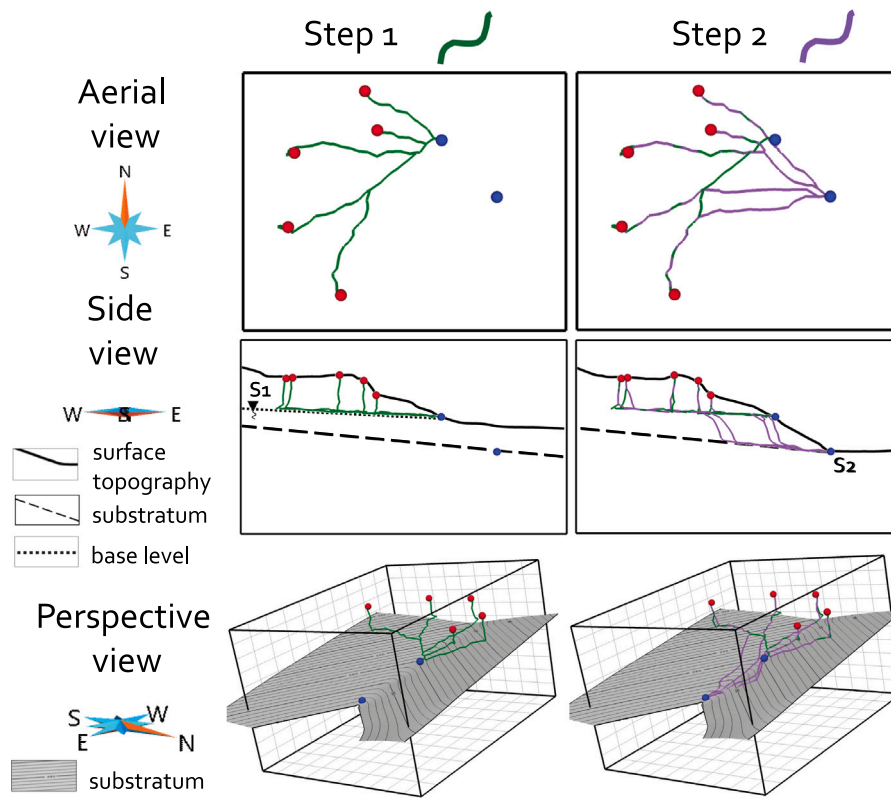 Step 1
Step 2
Aerial
view
N
W E
S
Side
view
W S E
surface
topography
substratum
base level
S1
S2
Perspective
view
S W
E N
substratum